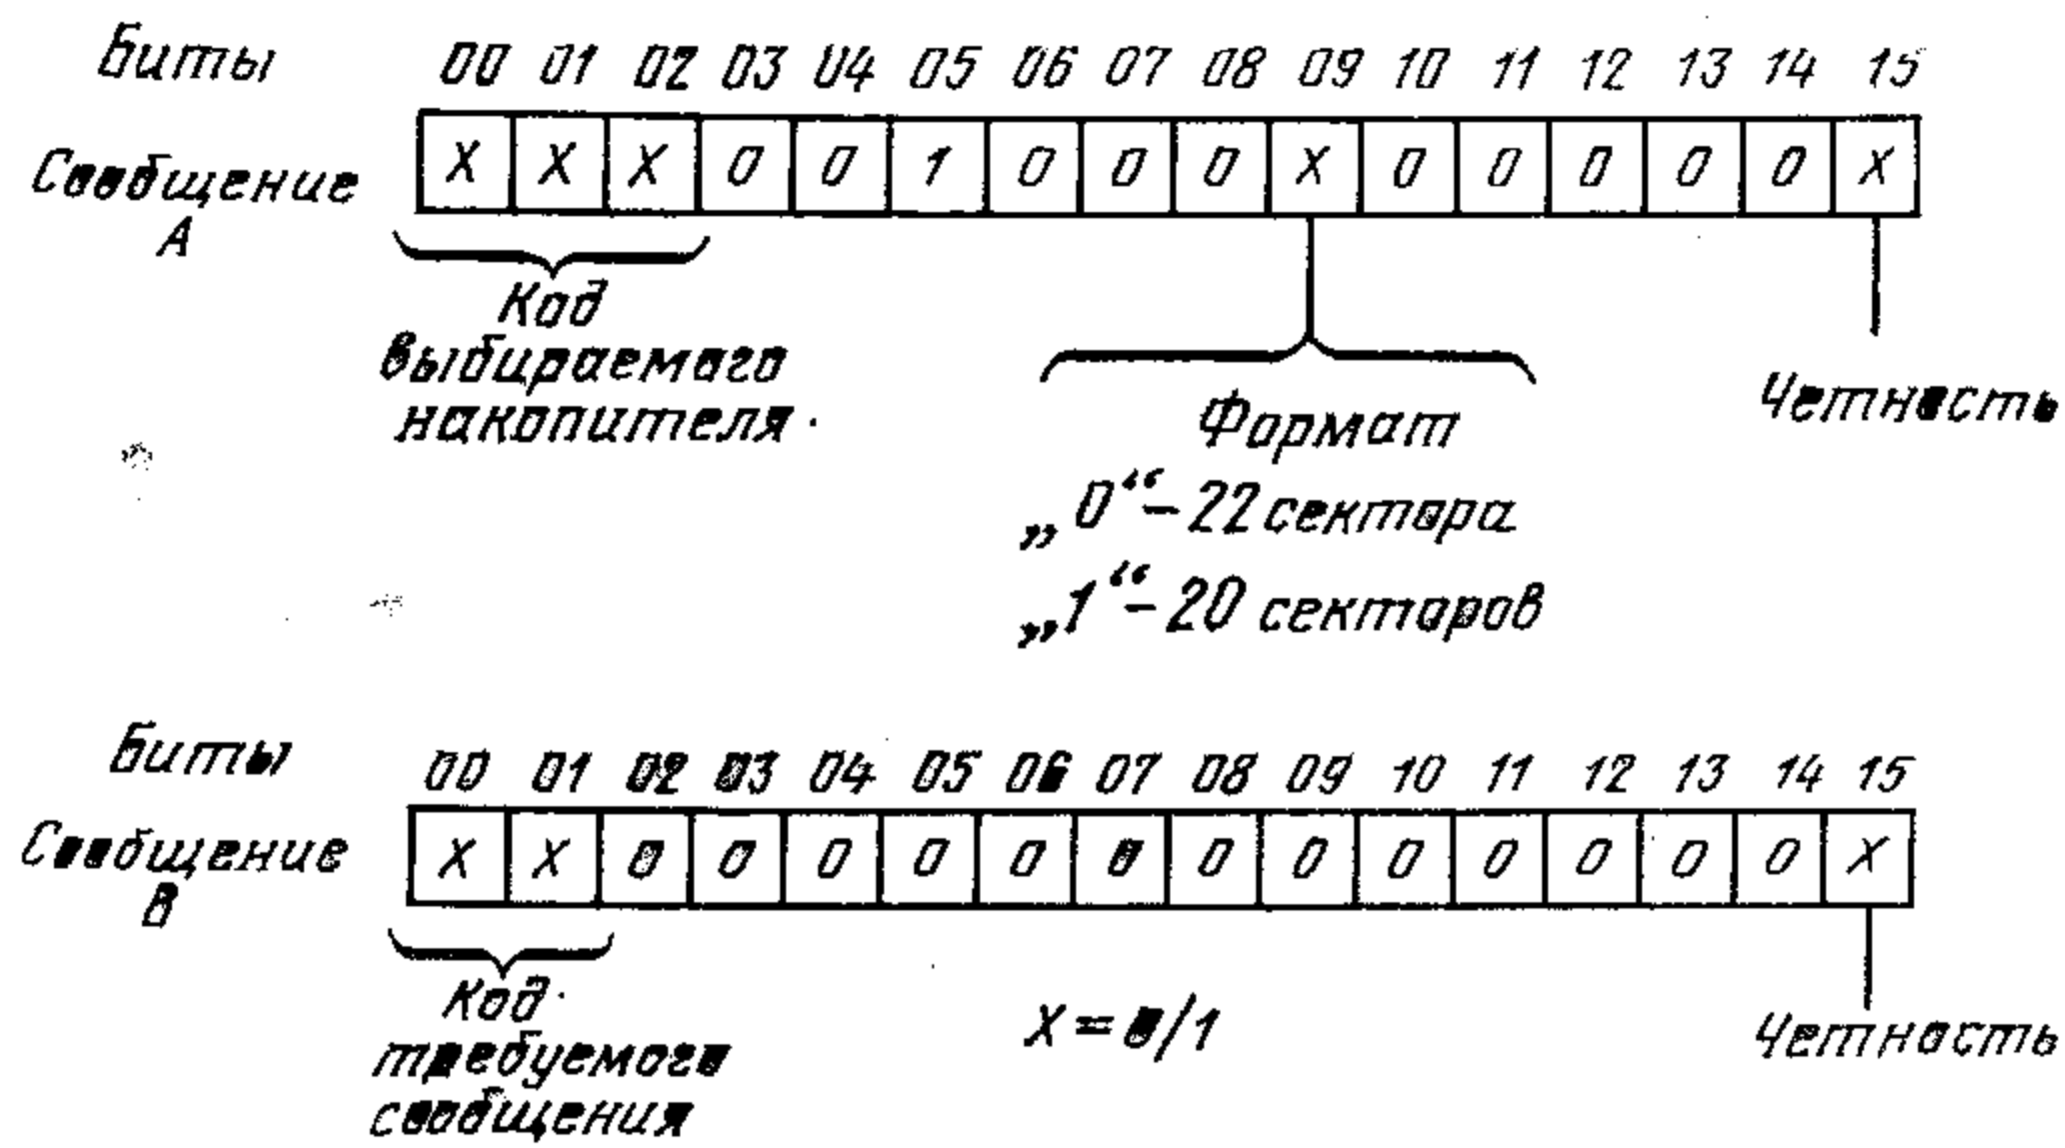 Биты 00 01 02 03 04 05 06 07 08 09 10 11 12 13 14 15
Сообщение
А
X X X 0 0 1 0 0 0 X 0 0 0 0 0 X
Код
выбираемого
накопителя
Формат
„0“ – 22 сектора
„1“ – 20 секторов
Четность
Биты 00 01 02 03 04 05 06 07 08 09 10 11 12 13 14 15
Сообщение
В
X X 0 0 0 0 0 0 0 0 0 0 0 0 0 X
Код
требуемого
сообщения
X = 0/1
Четность